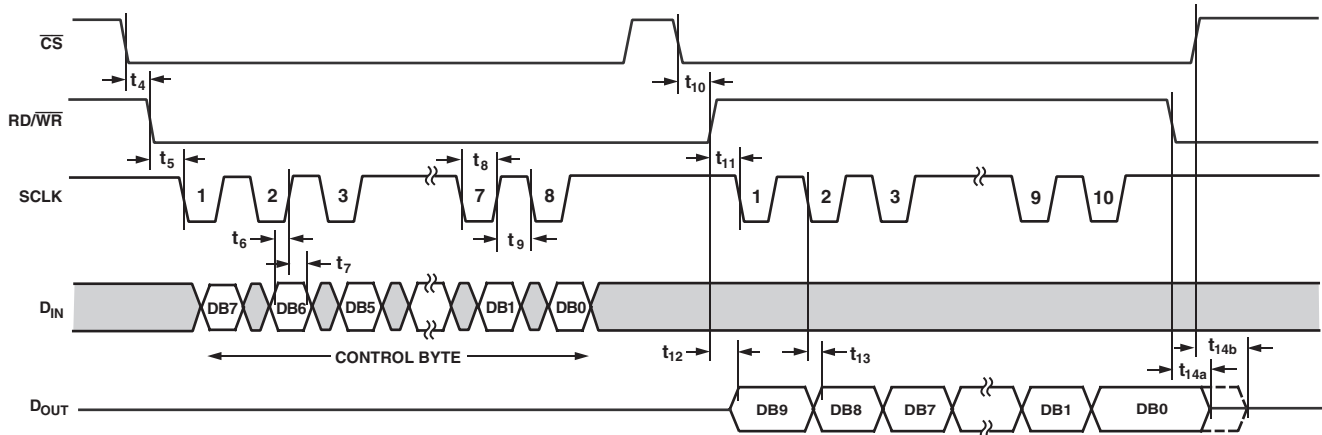 CS
t4
t10
RD/WR
t5
t8
t11
SCLK
1 2 3 7 8 1 2 3 9 10
t6
t9
t7
DIN
DB7 DB6 DB5 DB1 DB0
CONTROL BYTE
t12
t13
t14b
t14a
DOUT
DB9 DB8 DB7 DB1 DB0